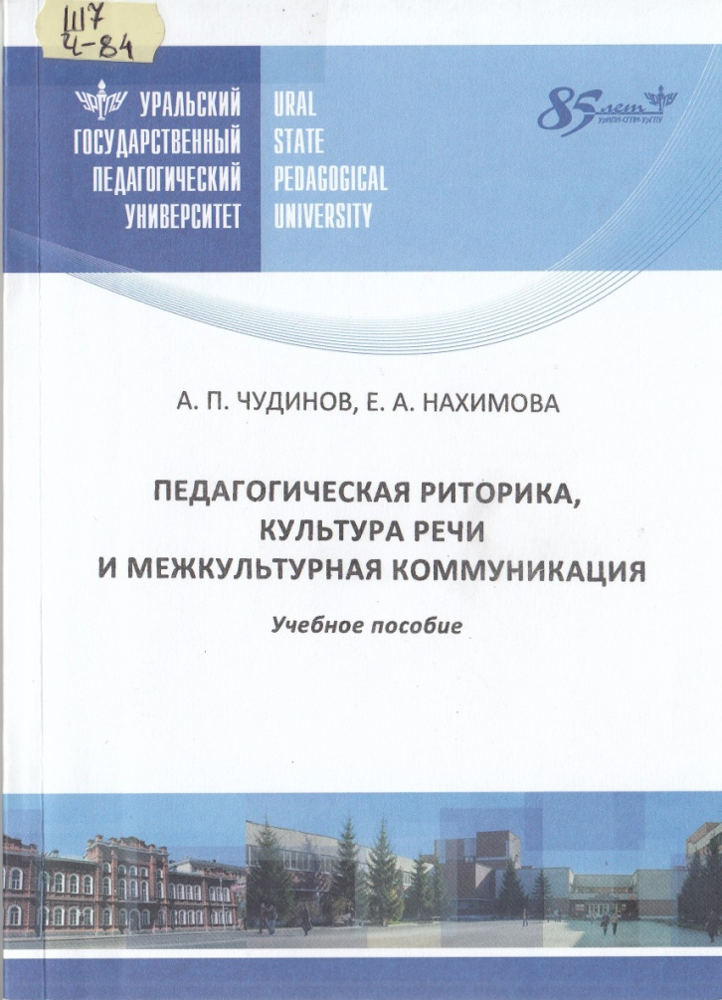 Ш7
Ч-84
УРГПУ
УРАЛЬСКИЙ
ГОСУДАРСТВЕННЫЙ
ПЕДАГОГИЧЕСКИЙ
УНИВЕРСИТЕТ
URAL
STATE
PEDAGOGICAL
UNIVERSITY
85 лет
УрИПИ-СГПИ-УрГПУ
А. П. ЧУДИНОВ, Е. А. НАХИМОВА
ПЕДАГОГИЧЕСКАЯ РИТОРИКА,
КУЛЬТУРА РЕЧИ
И МЕЖКУЛЬТУРНАЯ КОММУНИКАЦИЯ
Учебное пособие